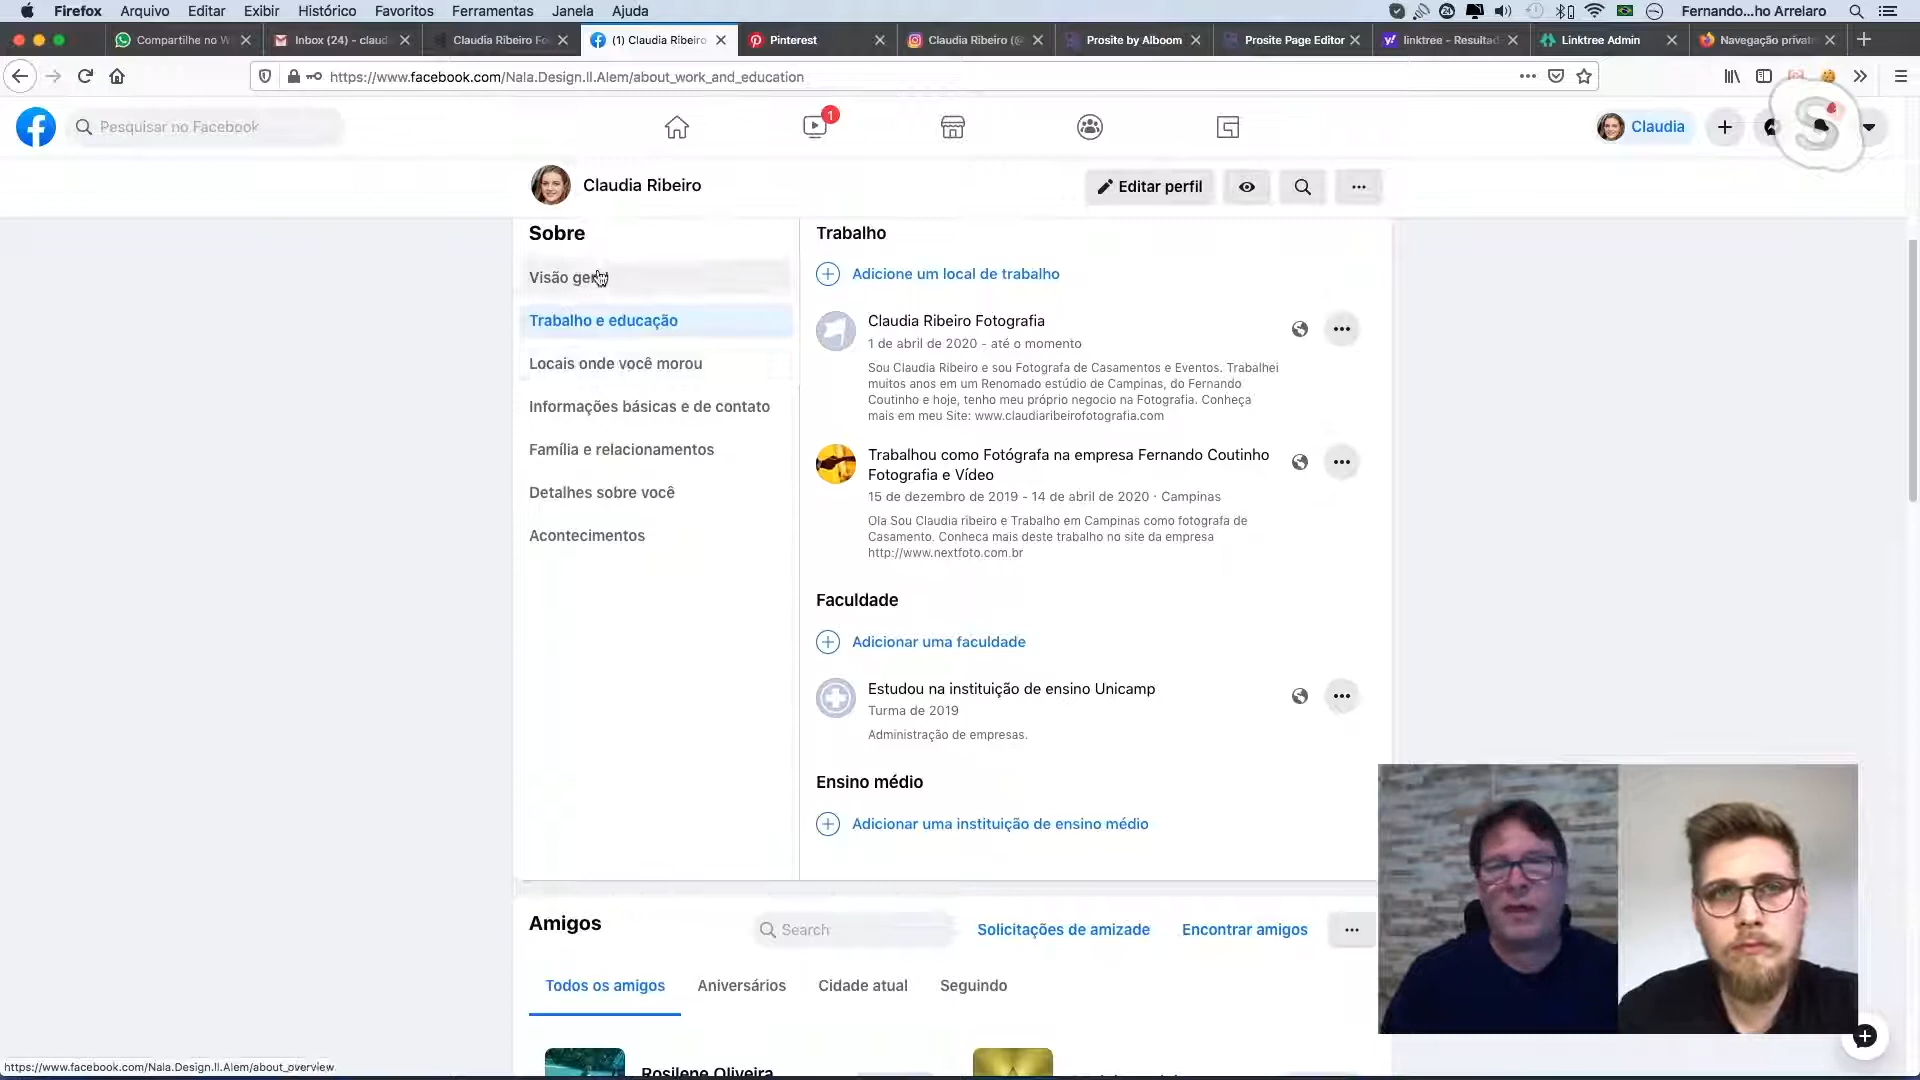 Firefox Arquivo Editar Exibir Histórico Favoritos Ferramentas Janela Ajuda Fernando...ho Arrelaro
Compartilhe no W Inbox (24) - claud Claudia Ribeiro Fo (1) Claudia Ribeiro Pinterest Claudia Ribeiro (@ Prosite by Alboom Prosite Page Editor linktree - Resultad Linktree Admin Navegação privat
https://www.facebook.com/Nala.Design.II.Alem/about_work_and_education
Pesquisar no Facebook
1
Claudia
Claudia Ribeiro
Editar perfil
Sobre
Visão ger
Trabalho e educação
Locais onde você morou
Informações básicas e de contato
Família e relacionamentos
Detalhes sobre você
Acontecimentos
Trabalho
Adicione um local de trabalho
Claudia Ribeiro Fotografia
1 de abril de 2020 - até o momento
Sou Claudia Ribeiro e sou Fotografa de Casamentos e Eventos. Trabalhei
muitos anos em um Renomado estúdio de Campinas, do Fernando
Coutinho e hoje, tenho meu próprio negocio na Fotografia. Conheça
mais em meu Site: www.claudiaribeirofotografia.com
Trabalhou como Fotógrafa na empresa Fernando Coutinho
Fotografia e Vídeo
15 de dezembro de 2019 - 14 de abril de 2020 · Campinas
Ola Sou Claudia ribeiro e Trabalho em Campinas como fotografa de
Casamento. Conheca mais deste trabalho no site da empresa
http://www.nextfoto.com.br
Faculdade
Adicionar uma faculdade
Estudou na instituição de ensino Unicamp
Turma de 2019
Administração de empresas.
Ensino médio
Adicionar uma instituição de ensino médio
Amigos
Search
Solicitações de amizade
Encontrar amigos
Todos os amigos
Aniversários
Cidade atual
Seguindo
Rosilene Oliveira
https://www.facebook.com/Nala.Design.II.Alem/about_overview